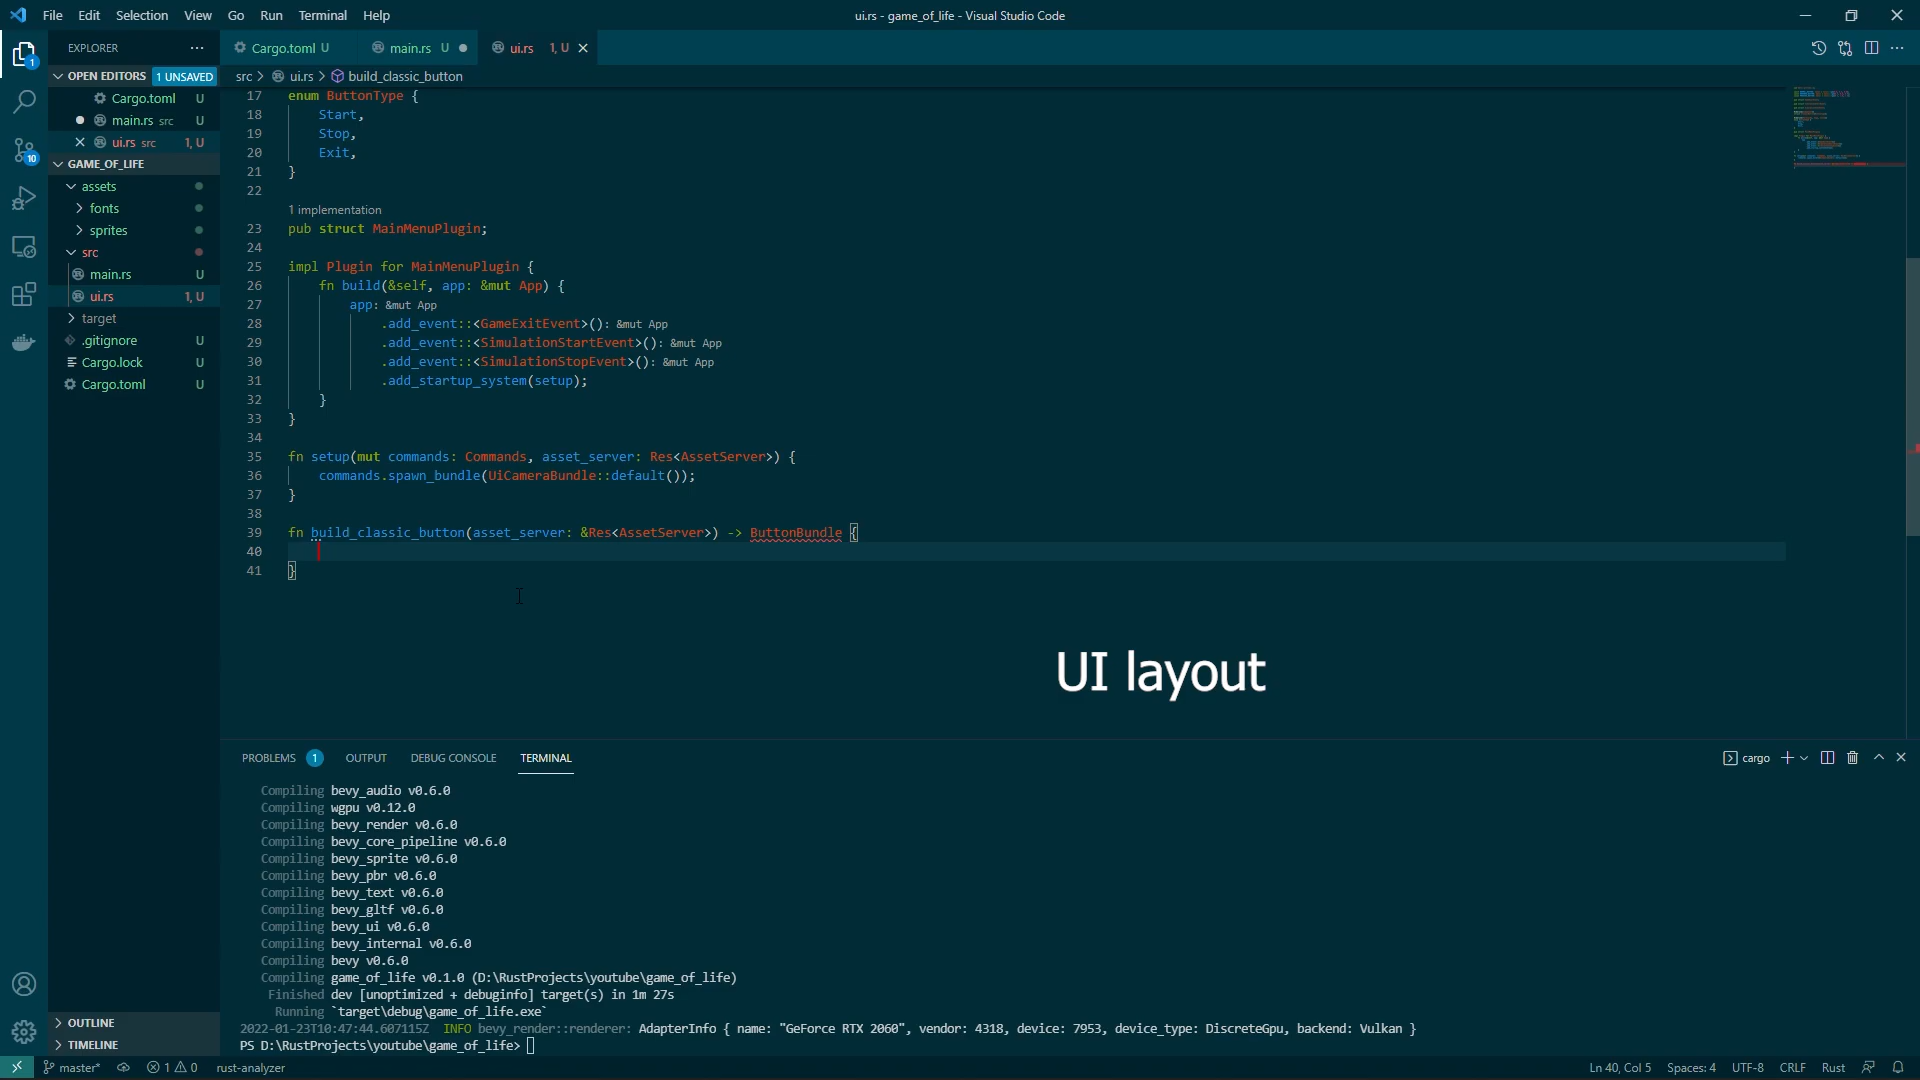 File Edit Selection View Go Run Terminal Help
ui.rs - game_of_life - Visual Studio Code
EXPLORER
Cargo.toml U
main.rs U
ui.rs 1, U
OPEN EDITORS 1 UNSAVED
src > ui.rs > build_classic_button
Cargo.toml U
main.rs src U
ui.rs src 1, U
GAME_OF_LIFE
assets
fonts
sprites
src
main.rs U
ui.rs 1, U
target
.gitignore U
Cargo.lock U
Cargo.toml U
OUTLINE
TIMELINE
1
10
17 enum ButtonType {
18 Start,
19 Stop,
20 Exit,
21 }
22
1 implementation
23 pub struct MainMenuPlugin;
24
25 impl Plugin for MainMenuPlugin {
26 fn build(&self, app: &mut App) {
27 app: &mut App
28 .add_event::<GameExitEvent>(): &mut App
29 .add_event::<SimulationStartEvent>(): &mut App
30 .add_event::<SimulationStopEvent>(): &mut App
31 .add_startup_system(setup);
32 }
33 }
34
35 fn setup(mut commands: Commands, asset_server: Res<AssetServer>) {
36 commands.spawn_bundle(UiCameraBundle::default());
37 }
38
39 fn build_classic_button(asset_server: &Res<AssetServer>) -> ButtonBundle {
40
41 }
UI layout
PROBLEMS 1 OUTPUT DEBUG CONSOLE TERMINAL
cargo
Compiling bevy_audio v0.6.0
Compiling wgpu v0.12.0
Compiling bevy_render v0.6.0
Compiling bevy_core_pipeline v0.6.0
Compiling bevy_sprite v0.6.0
Compiling bevy_pbr v0.6.0
Compiling bevy_text v0.6.0
Compiling bevy_gltf v0.6.0
Compiling bevy_ui v0.6.0
Compiling bevy_internal v0.6.0
Compiling bevy v0.6.0
Compiling game_of_life v0.1.0 (D:\RustProjects\youtube\game_of_life)
Finished dev [unoptimized + debuginfo] target(s) in 1m 27s
Running `target\debug\game_of_life.exe`
2022-01-23T10:47:44.607115Z INFO bevy_render::renderer: AdapterInfo { name: "GeForce RTX 2060", vendor: 4318, device: 7953, device_type: DiscreteGpu, backend: Vulkan }
PS D:\RustProjects\youtube\game_of_life>
master* 1 0 rust-analyzer
Ln 40, Col 5 Spaces: 4 UTF-8 CRLF Rust